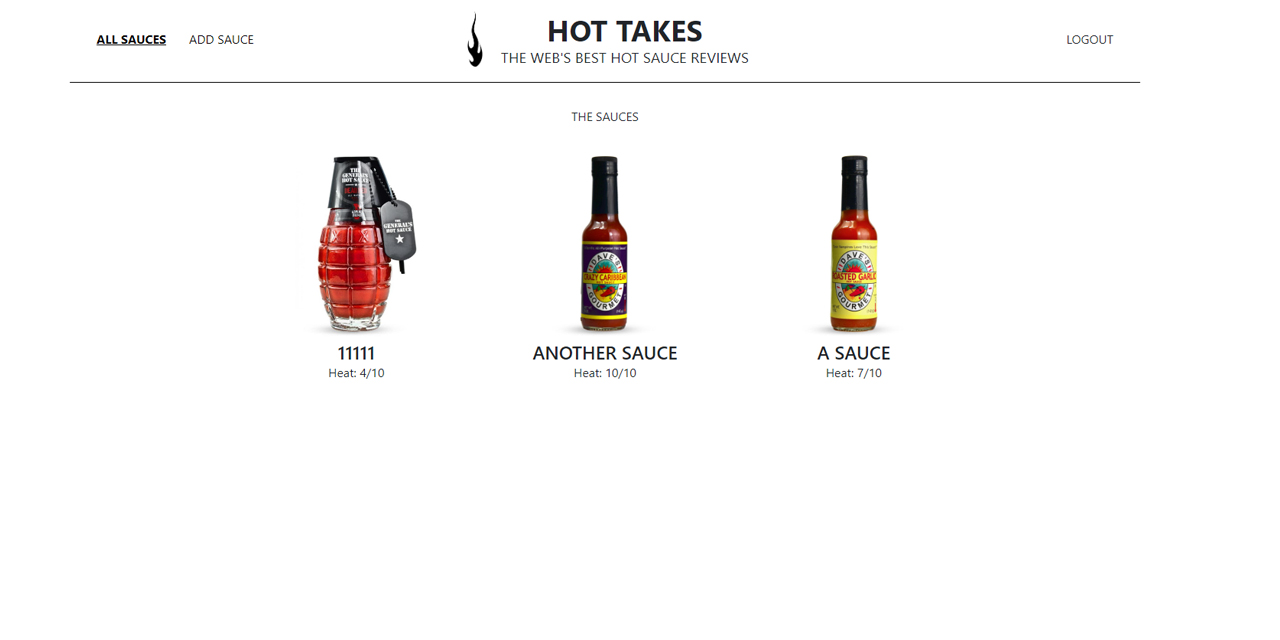 ALL SAUCES
ADD SAUCE
HOT TAKES
THE WEB'S BEST HOT SAUCE REVIEWS
LOGOUT
THE SAUCES
THE
GENERAL'S
HOT SAUCE
THE
GENERAL'S
HOT SAUCE
DAVE'S
CRAZY CARIBBEAN
GOURMET
DAVE'S
ROASTED GARLIC
GOURMET
11111
Heat: 4/10
ANOTHER SAUCE
Heat: 10/10
A SAUCE
Heat: 7/10